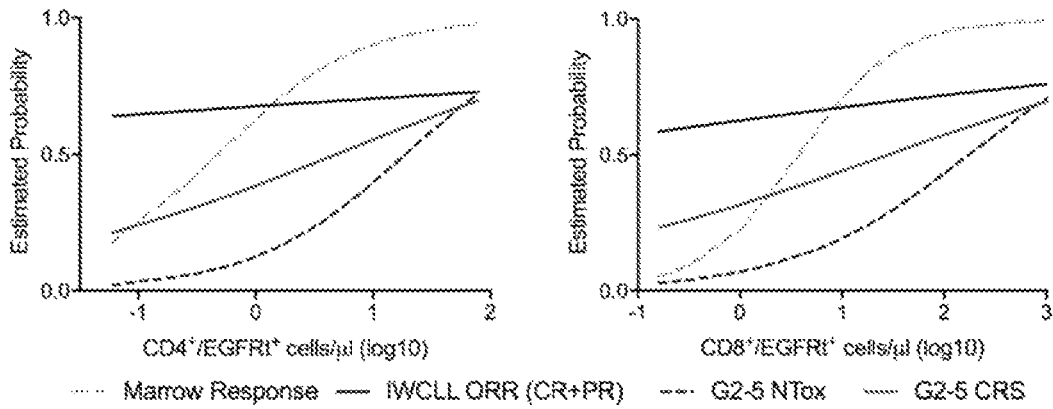 Estimated Probability
1.0
0.5
0.0
-1
0
1
2
CD4⁺/EGFRt⁺ cells/µl (log10)
Estimated Probability
1.0
0.5
0.0
-1
0
1
2
3
CD8⁺/EGFRt⁺ cells/µl (log10)
Marrow Response
IWCLL ORR (CR+PR)
G2-5 NTox
G2-5 CRS